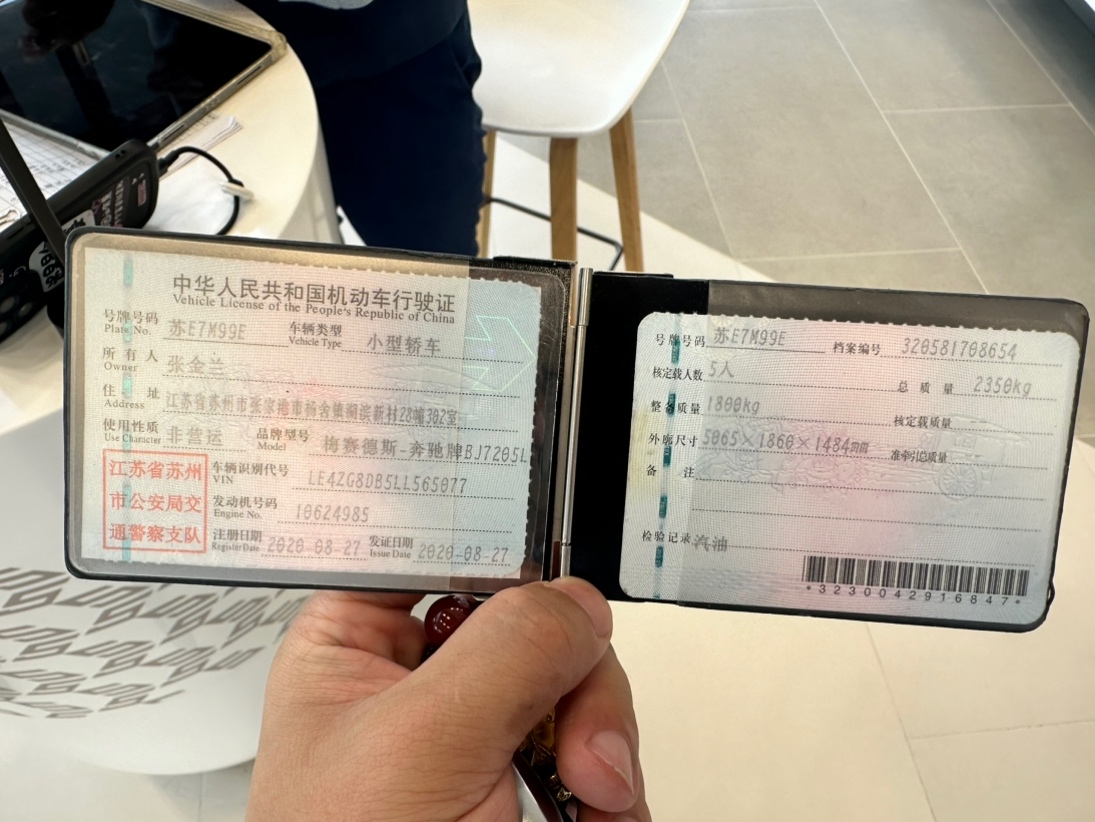 中华人民共和国机动车行驶证
Vehicle License of the People's Republic of China
号牌号码 苏E7M99E 车辆类型 小型轿车
Plate No. Vehicle Type
所有人 张金兰
Owner
住址 江苏省苏州市张家港市杨舍镇湖滨新村28幢302室
Address
使用性质 非营运 品牌型号 梅赛德斯-奔驰牌BJ7205L
Use Character Model
江苏省苏州
市公安局交
通警察支队
车辆识别代号 LE4ZG8DB5LL565077
VIN
发动机号码 10624985
Engine No.
注册日期 2020-08-27 发证日期 2020-08-27
Register Date Issue Date
号牌号码 苏E7M99E 档案编号 320581708654
核定载人数 5人 总质量 2350kg
整备质量 1800kg 核定载质量 --
外廓尺寸 5065×1860×1484mm 准牵引总质量
备注
检验记录 汽油
*3230042916847*